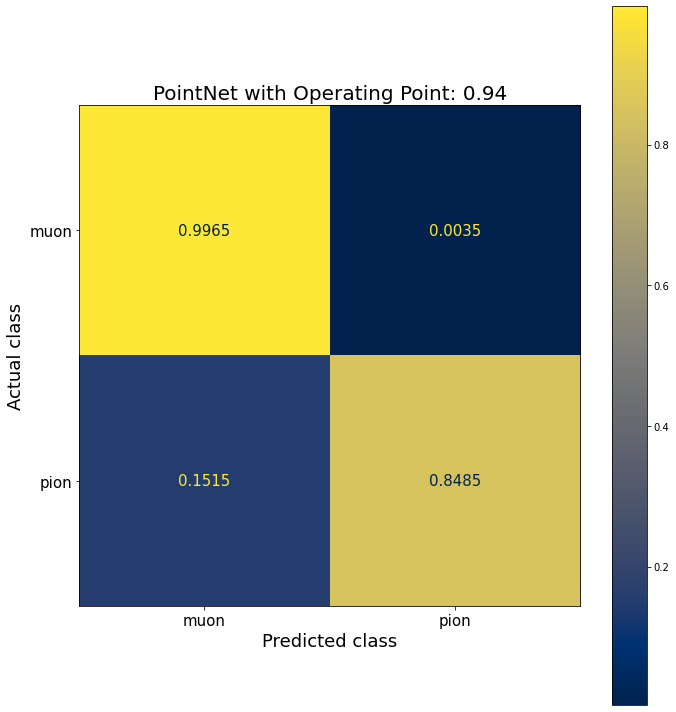 PointNet with Operating Point: 0.94
muon
0.9965
0.0035
Actual class
pion
0.1515
0.8485
muon
pion
Predicted class
0.8
0.6
0.4
0.2